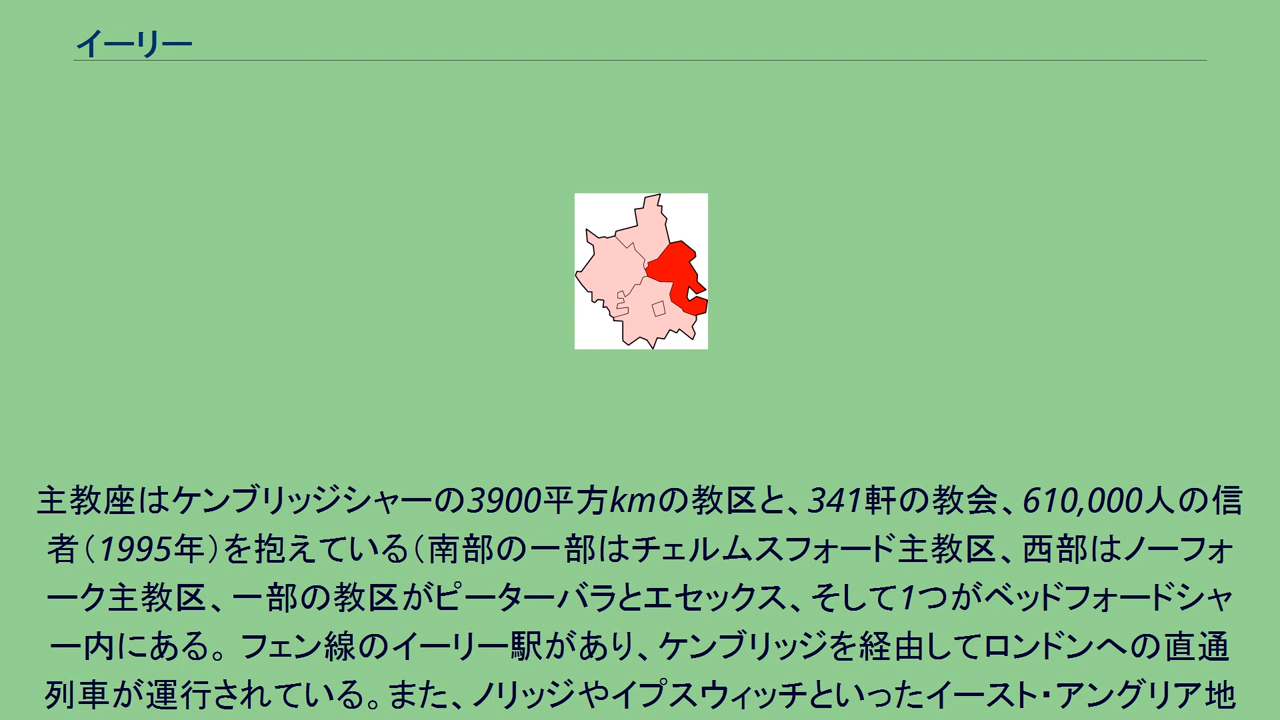 イーリー
主教座はケンブリッジシャーの3900平方kmの教区と、341軒の教会、610,000人の信
者（1995年）を抱えている（南部の一部はチェルムスフォード主教区、西部はノーフォ
ーク主教区、一部の教区がピーターバラとエセックス、そして1つがベッドフォードシャ
ー内にある。 フェン線のイーリー駅があり、ケンブリッジを経由してロンドンへの直通
列車が運行されている。また、ノリッジやイプスウィッチといったイースト・アングリア地